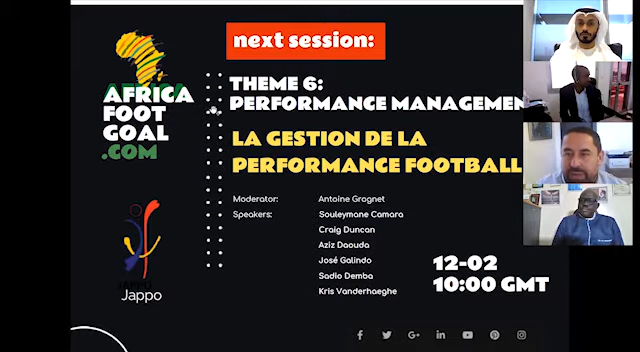 next session:
AFRICA
FOOT
GOAL
.COM
THEME 6:
PERFORMANCE MANAGEMEN
LA GESTION DE LA
PERFORMANCE FOOTBALL
Moderator: Antoine Grognet
Speakers: Souleymane Camara
Craig Duncan
Aziz Daouda
José Galindo
Sadio Demba
Kris Vanderhaeghe
Jappo
12-02
10:00 GMT